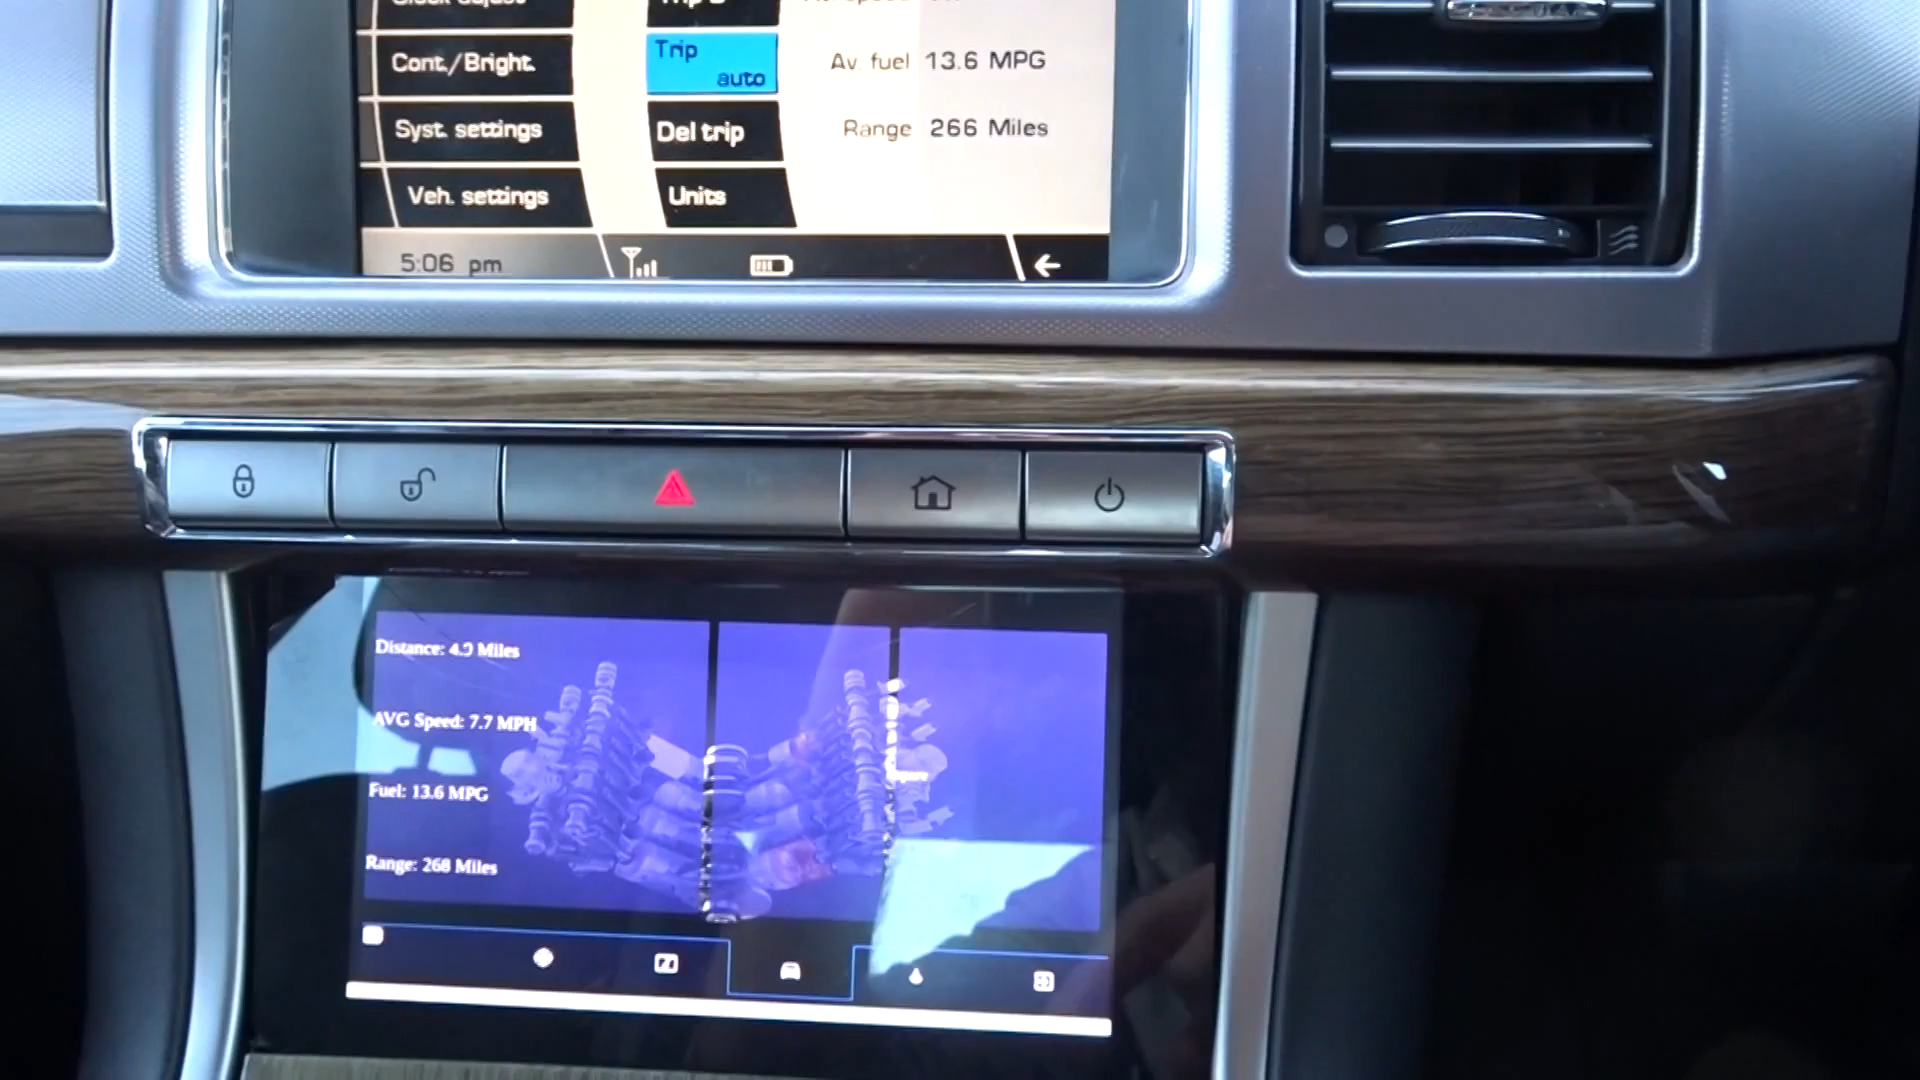 Cont./Bright.
Syst. settings
Veh. settings
Trip
auto
Del trip
Units
Av. fuel 13.6 MPG
Range 266 Miles
5:06 pm
Distance: 4.9 Miles
AVG Speed: 7.7 MPH
Fuel: 13.6 MPG
Range: 268 Miles